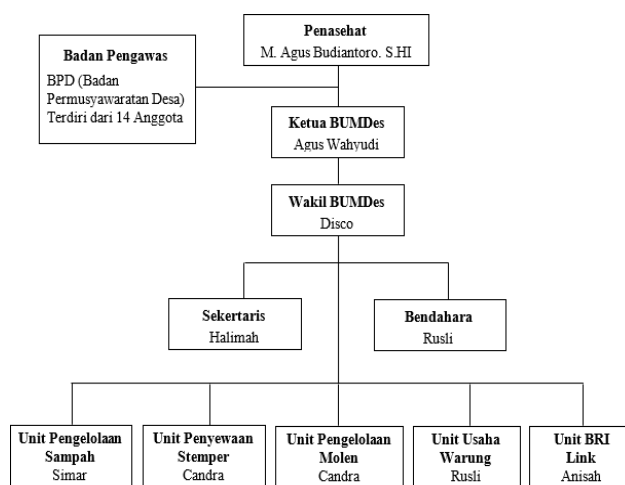 Penasehat
M. Agus Budiantoro. S.HI
Badan Pengawas
BPD (Badan
Permusyawaratan Desa)
Terdiri dari 14 Anggota
Ketua BUMDes
Agus Wahyudi
Wakil BUMDes
Disco
Sekertaris
Halimah
Bendahara
Rusli
Unit Pengelolaan
Sampah
Simar
Unit Penyewaan
Stemper
Candra
Unit Pengelolaan
Molen
Candra
Unit Usaha
Warung
Rusli
Unit BRI
Link
Anisah